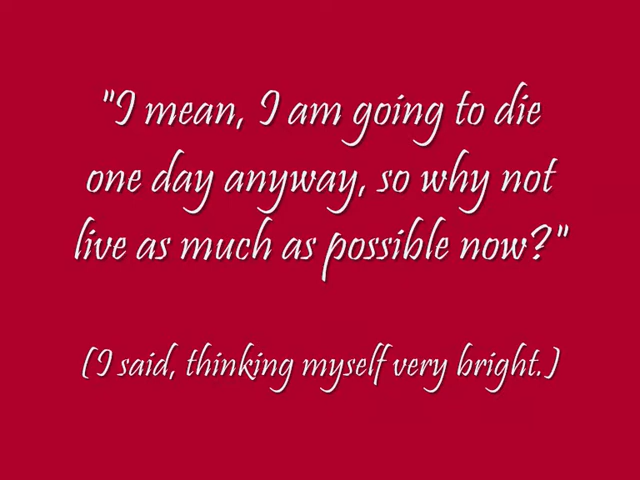 "I mean, I am going to die
one day anyway, so why not
live as much as possible now?"
(I said, thinking myself very bright.)